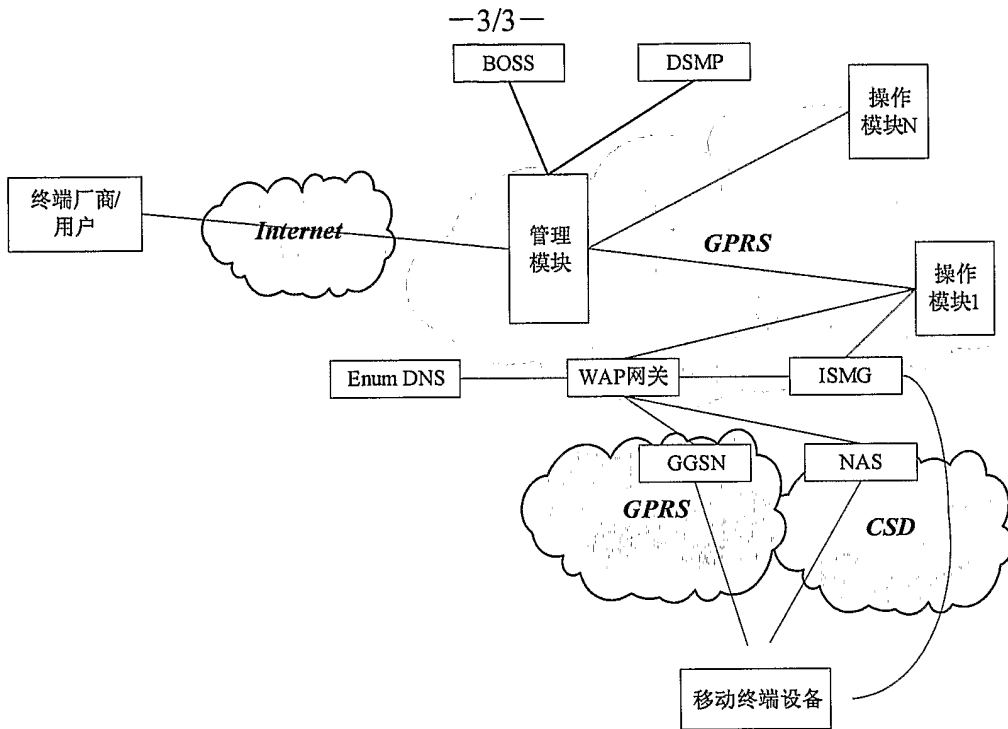 —3/3—
BOSS
DSMP
操作
模块N
终端厂商/
用户
Internet
管理
模块
GPRS
操作
模块1
Enum DNS
WAP网关
ISMG
GGSN
NAS
GPRS
CSD
移动终端设备